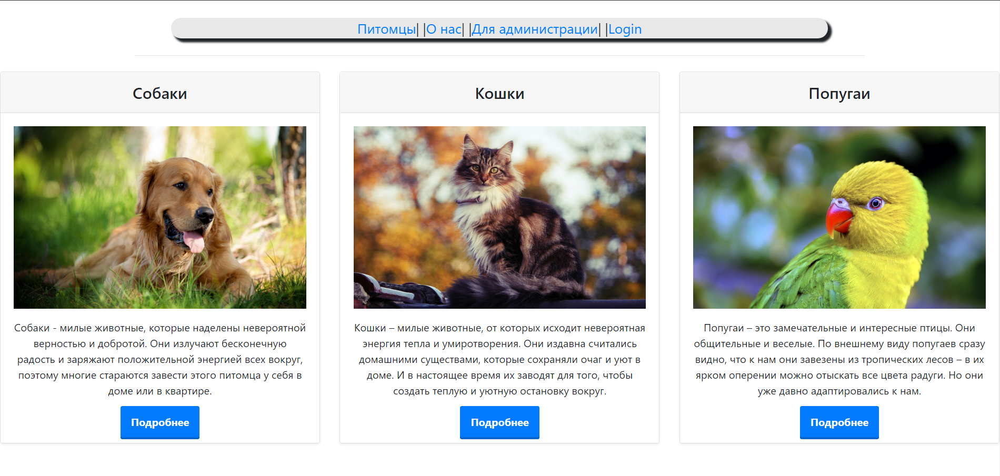 Питомцы| |О нас| |Для администрации| |Login
Собаки
Собаки - милые животные, которые наделены невероятной
верностью и добротой. Они излучают бесконечную
радость и заряжают положительной энергией всех вокруг,
поэтому многие стараются завести этого питомца у себя в
доме или в квартире.
Подробнее
Кошки
Кошки – милые животные, от которых исходит невероятная
энергия тепла и умиротворения. Они издавна считались
домашними существами, которые сохраняли очаг и уют в
доме. И в настоящее время их заводят для того, чтобы
создать теплую и уютную остановку вокруг.
Подробнее
Попугаи
Попугаи – это замечательные и интересные птицы. Они
общительные и веселые. По внешнему виду попугаев сразу
видно, что к нам они завезены из тропических лесов – в их
ярком оперении можно отыскать все цвета радуги. Но они
уже давно адаптировались к нам.
Подробнее